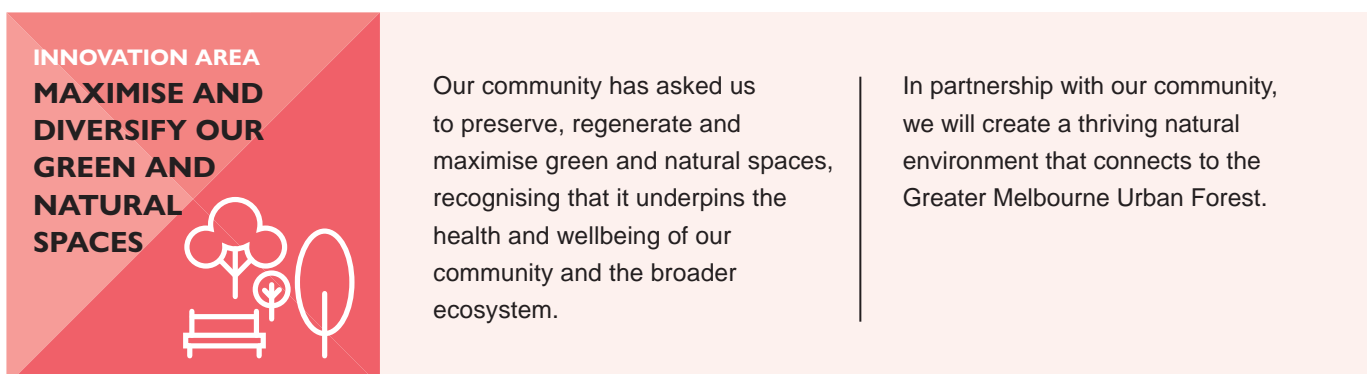 INNOVATION AREA
MAXIMISE AND
DIVERSIFY OUR
GREEN AND
NATURAL
SPACES
Our community has asked us
to preserve, regenerate and
maximise green and natural spaces,
recognising that it underpins the
health and wellbeing of our
community and the broader
ecosystem.
In partnership with our community,
we will create a thriving natural
environment that connects to the
Greater Melbourne Urban Forest.